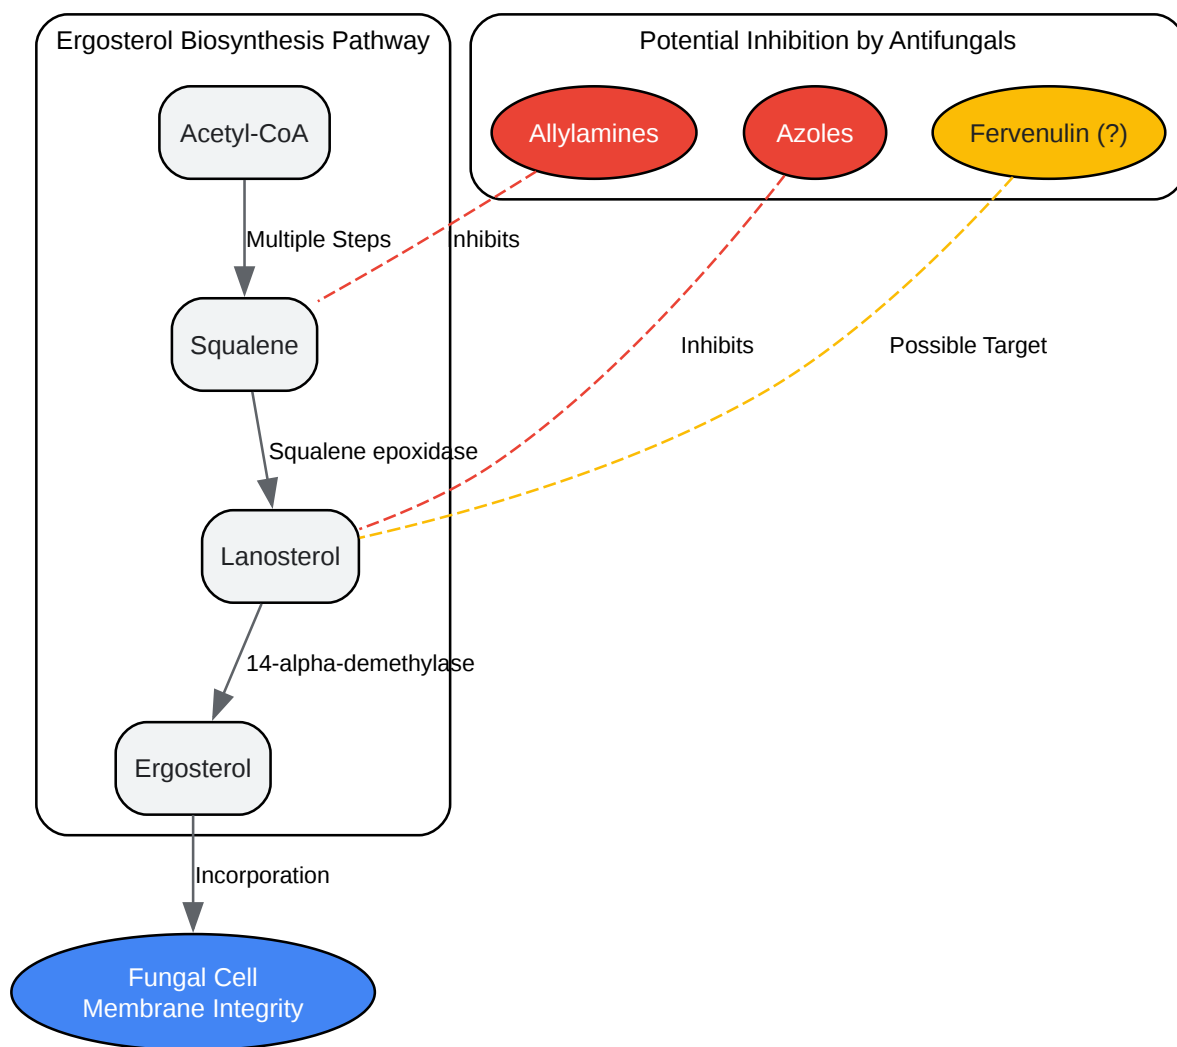 Ergosterol Biosynthesis Pathway
Potential Inhibition by Antifungals
Acetyl-CoA
Allylamines
Azoles
Fervenulin (?)
Multiple Steps
Inhibits
Squalene
Inhibits
Possible Target
Squalene epoxidase
Lanosterol
14-alpha-demethylase
Ergosterol
Incorporation
Fungal Cell
Membrane Integrity